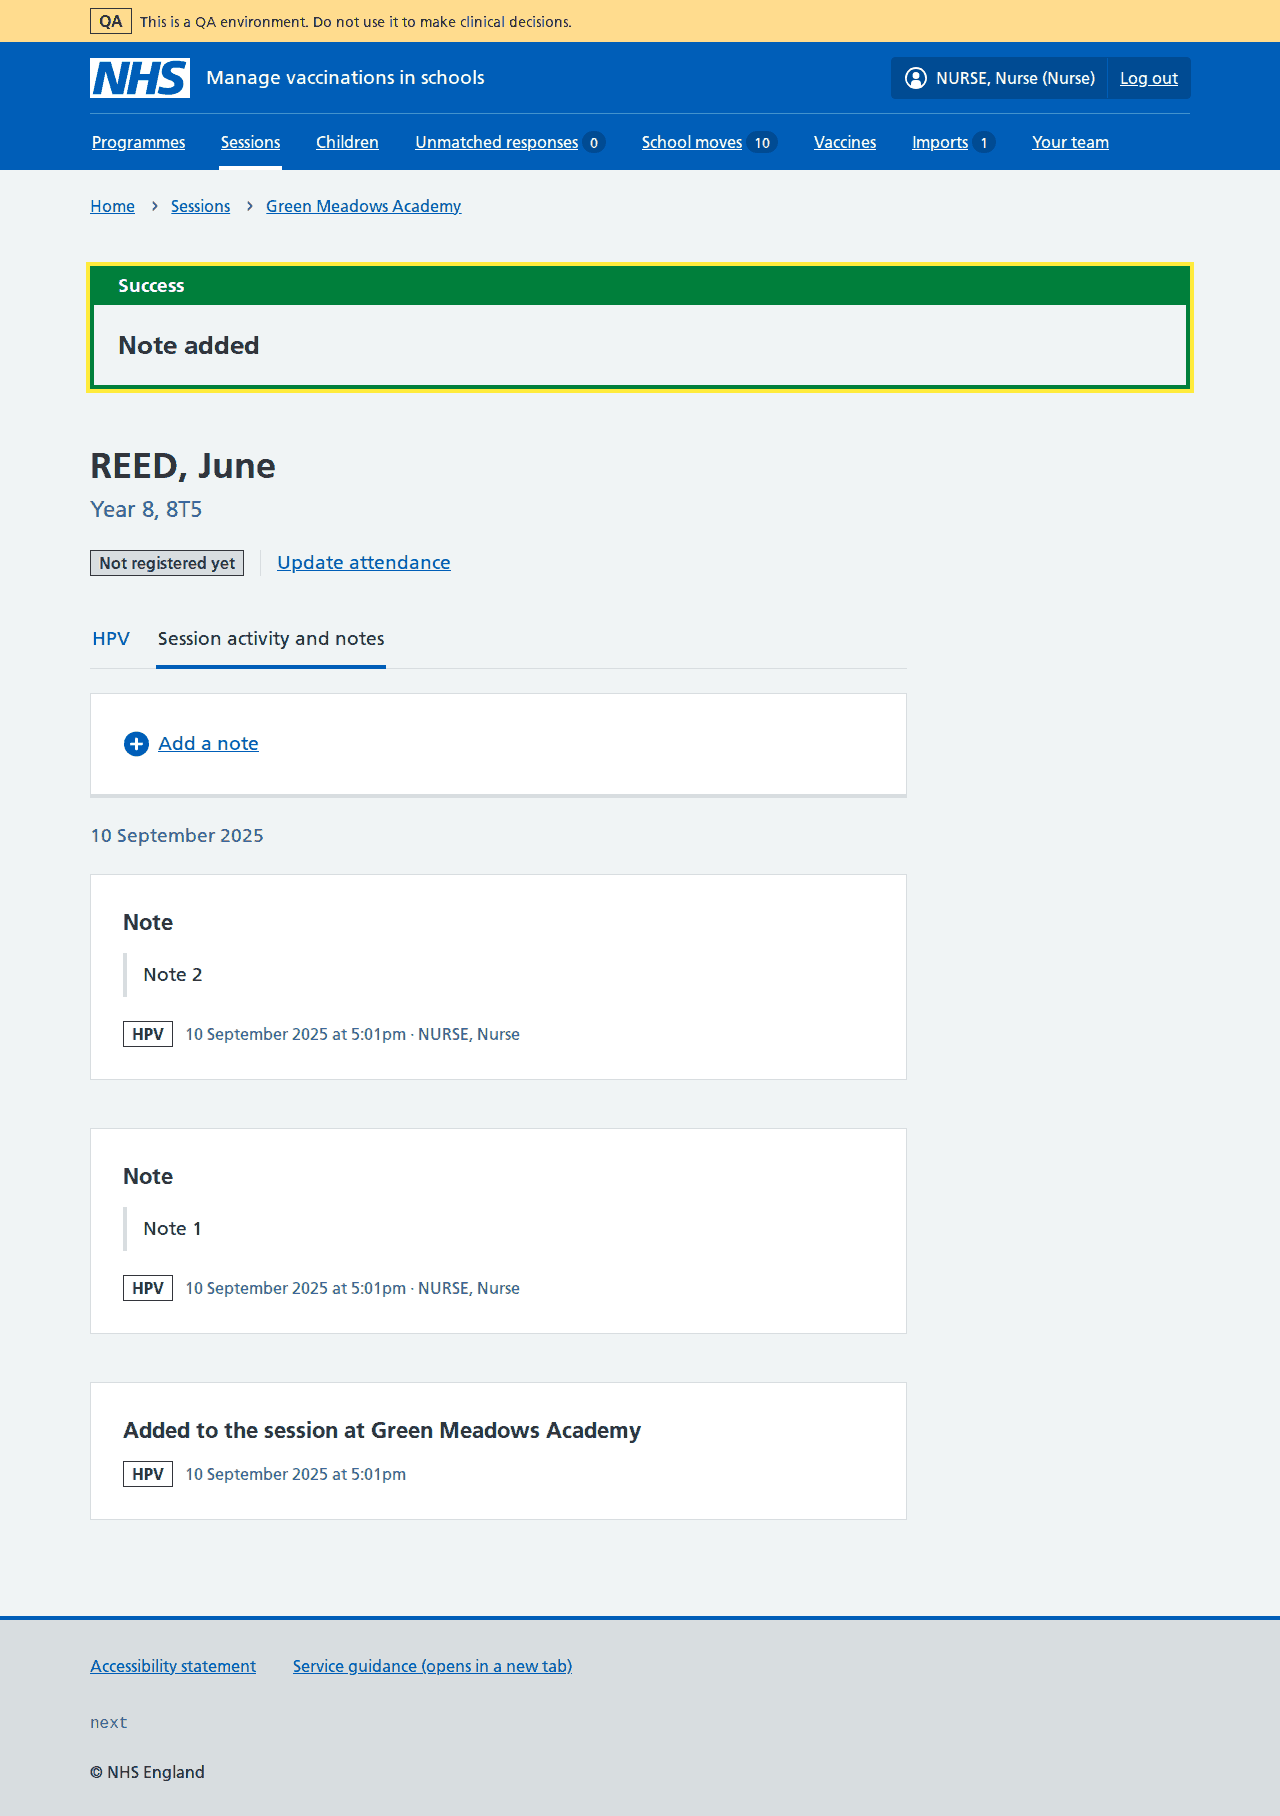 QA This is a QA environment. Do not use it to make clinical decisions.
NHS Manage vaccinations in schools NURSE, Nurse (Nurse) Log out
Programmes Sessions Children Unmatched responses 0 School moves 10 Vaccines Imports 1 Your team
Home › Sessions › Green Meadows Academy
Success
Note added
REED, June
Year 8, 8T5
Not registered yet Update attendance
HPV Session activity and notes
Add a note
10 September 2025
Note
Note 2
HPV 10 September 2025 at 5:01pm · NURSE, Nurse
Note
Note 1
HPV 10 September 2025 at 5:01pm · NURSE, Nurse
Added to the session at Green Meadows Academy
HPV 10 September 2025 at 5:01pm
Accessibility statement Service guidance (opens in a new tab)
next
© NHS England